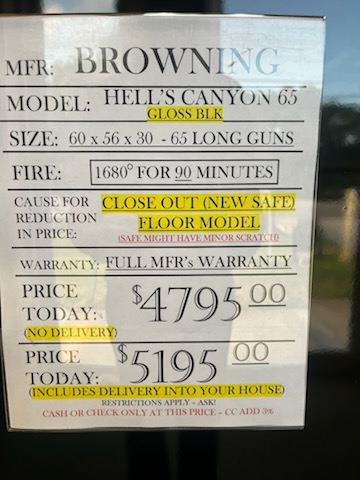 MFR: BROWNING
MODEL: HELL'S CANYON 65
GLOSS BLK
SIZE: 60 x 56 x 30 - 65 LONG GUNS
FIRE: 1680° FOR 90 MINUTES
CAUSE FOR REDUCTION IN PRICE:
CLOSE OUT (NEW SAFE)
FLOOR MODEL
(SAFE MIGHT HAVE MINOR SCRATCH)
WARRANTY: FULL MFR's WARRANTY
PRICE TODAY: $4795 00
(NO DELIVERY)
PRICE TODAY: $5195 00
(INCLUDES DELIVERY INTO YOUR HOUSE)
RESTRICTIONS APPLY - ASK!
CASH OR CHECK ONLY AT THIS PRICE - CC ADD 3%